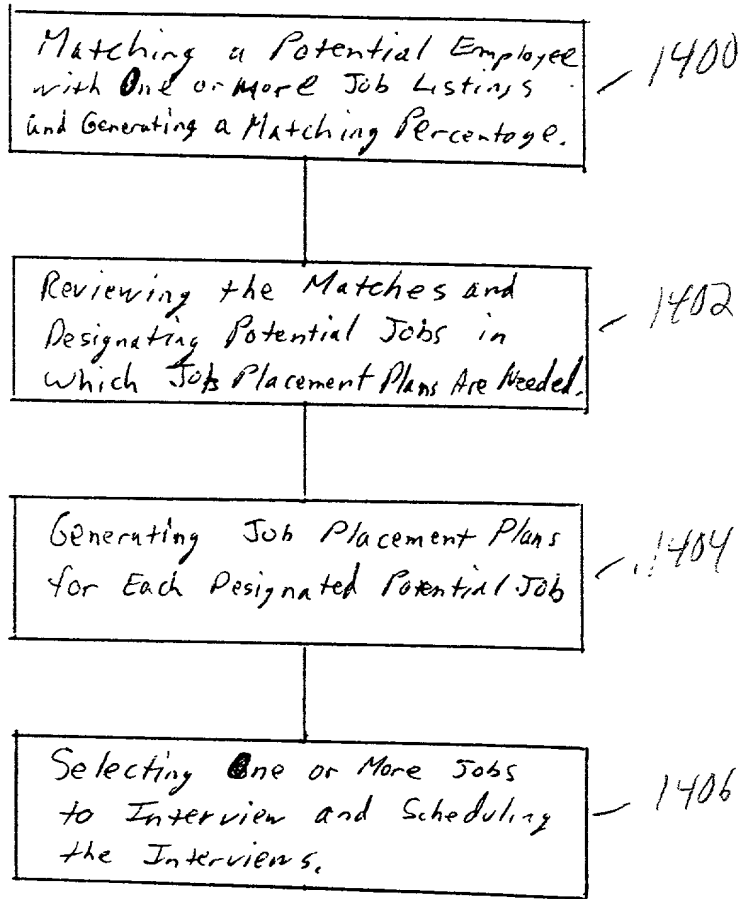 Matching a Potential Employee
with One or More Job Listings
and Generating a Matching Percentage.
1400
Reviewing the Matches and
Designating Potential Jobs in
which Job Placement Plans Are Needed.
1402
Generating Job Placement Plans
for Each Designated Potential Job
1404
Selecting One or More Jobs
to Interview and Scheduling
the Interviews.
1406